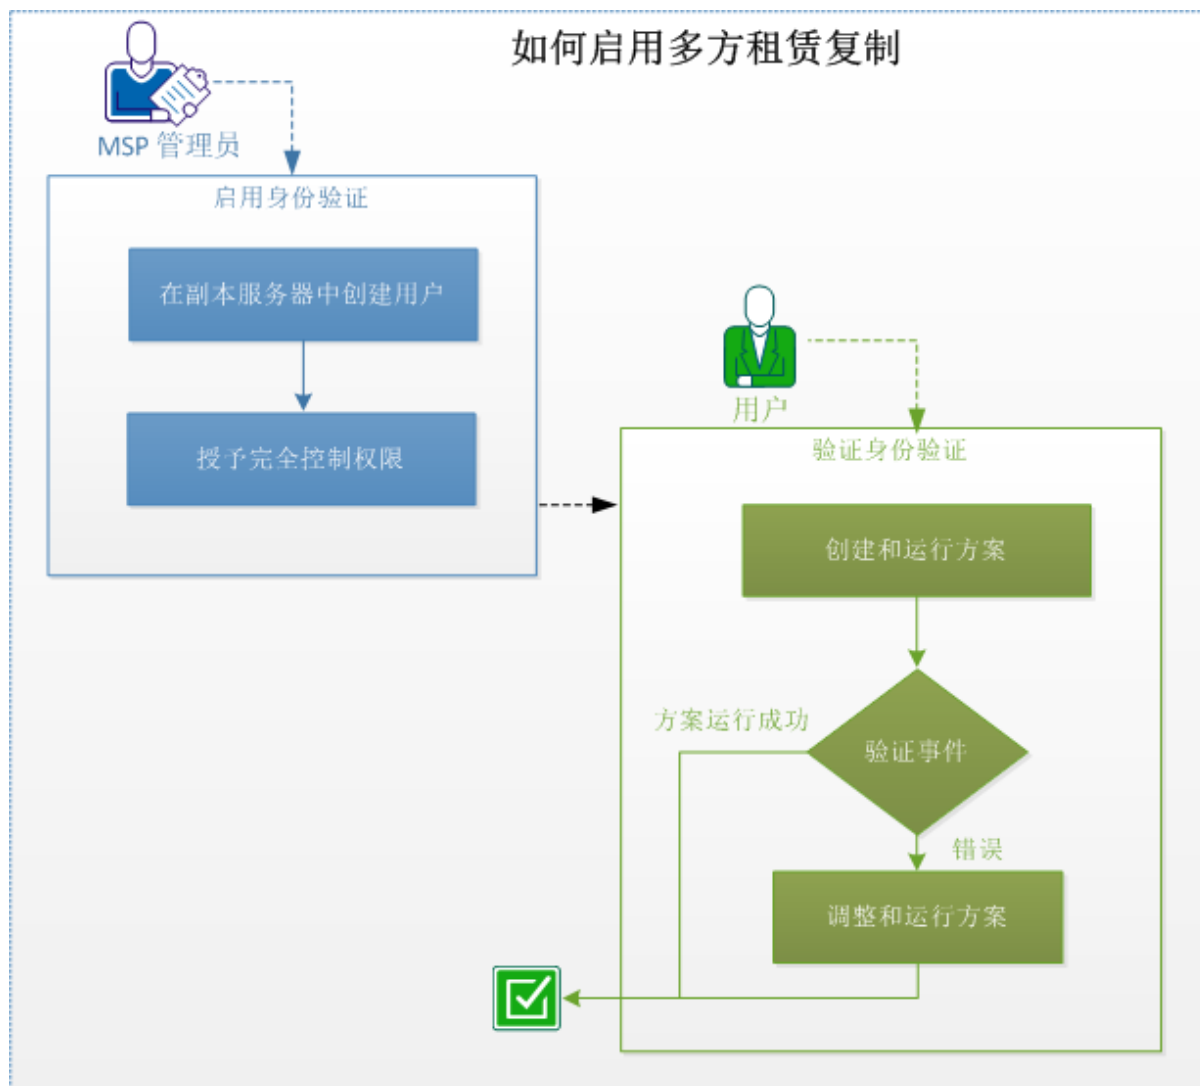 如何启用多方租赁复制
MSP 管理员
启用身份验证
在副本服务器中创建用户
授予完全控制权限
用户
验证身份验证
创建和运行方案
方案运行成功
验证事件
错误
调整和运行方案